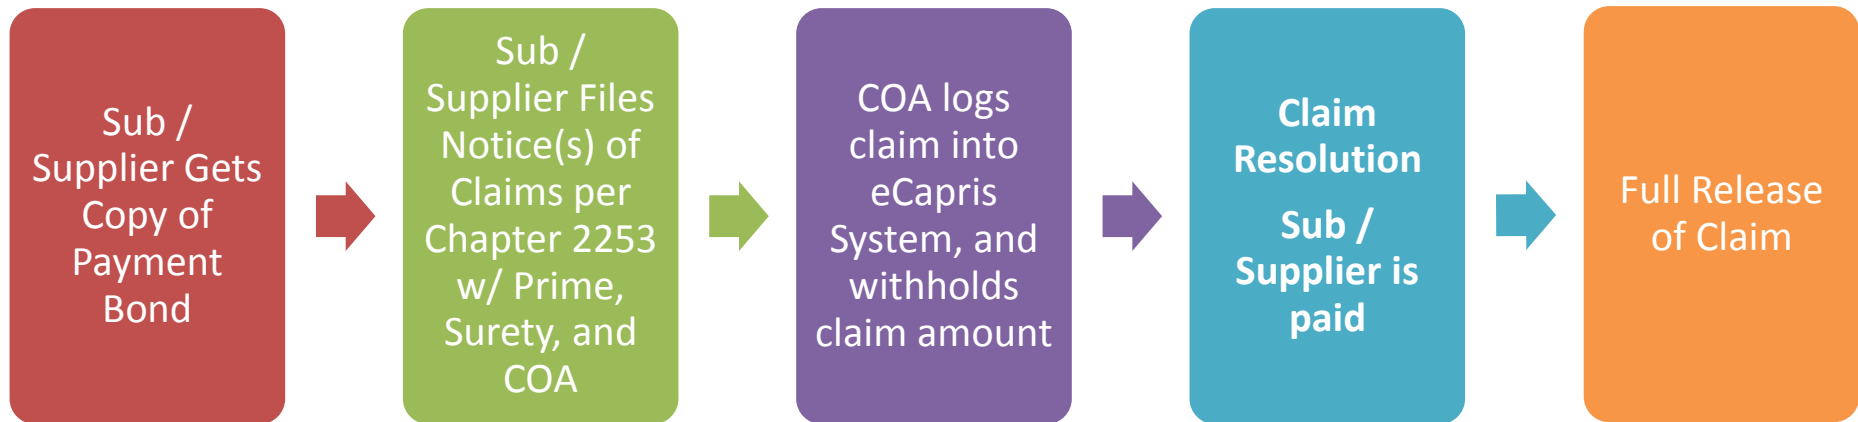 Sub /
Supplier Gets
Copy of
Payment
Bond
Sub /
Supplier Files
Notice(s) of
Claims per
Chapter 2253
w/ Prime,
Surety, and
COA
COA logs
claim into
eCapris
System, and
withholds
claim amount
Claim
Resolution
Sub /
Supplier is
paid
Full Release
of Claim